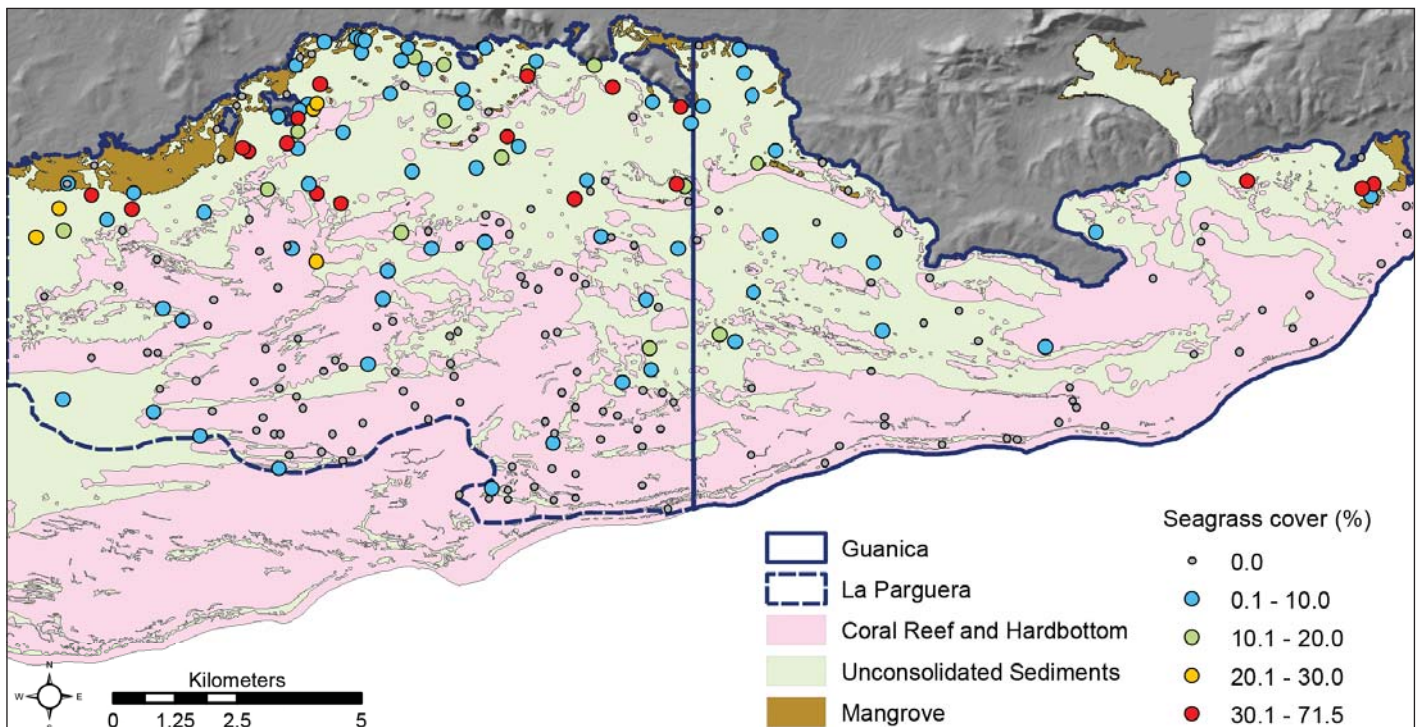 N
W E
S
Kilometers
0 1.25 2.5 5
Guanica
La Parguera
Coral Reef and Hardbottom
Unconsolidated Sediments
Mangrove
Seagrass cover (%)
0.0
0.1 - 10.0
10.1 - 20.0
20.1 - 30.0
30.1 - 71.5